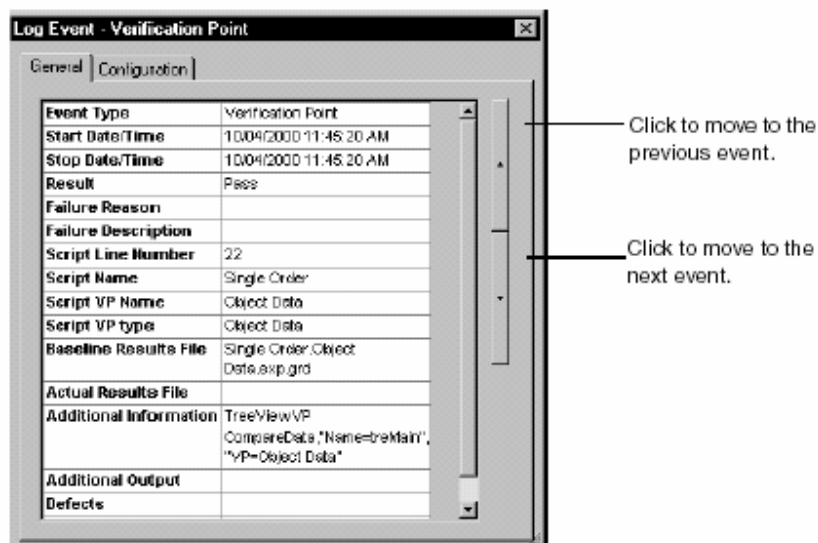 Log Event - Verification Point
General Configuration
Event Type Verification Point
Start Date/Time 10/04/2000 11:45:20 AM
Stop Date/Time 10/04/2000 11:45:20 AM
Result Pass
Failure Reason
Failure Description
Script Line Number 22
Script Name Single Order
Script VP Name Object Data
Script VP type Object Data
Baseline Results File Single Order.Object
Data.exp.grd
Actual Results File
Additional Information TreeViewVP
CompareData,"Name=treMain",
"VP=Object Data"
Additional Output
Defects
Click to move to the
previous event.
Click to move to the
next event.